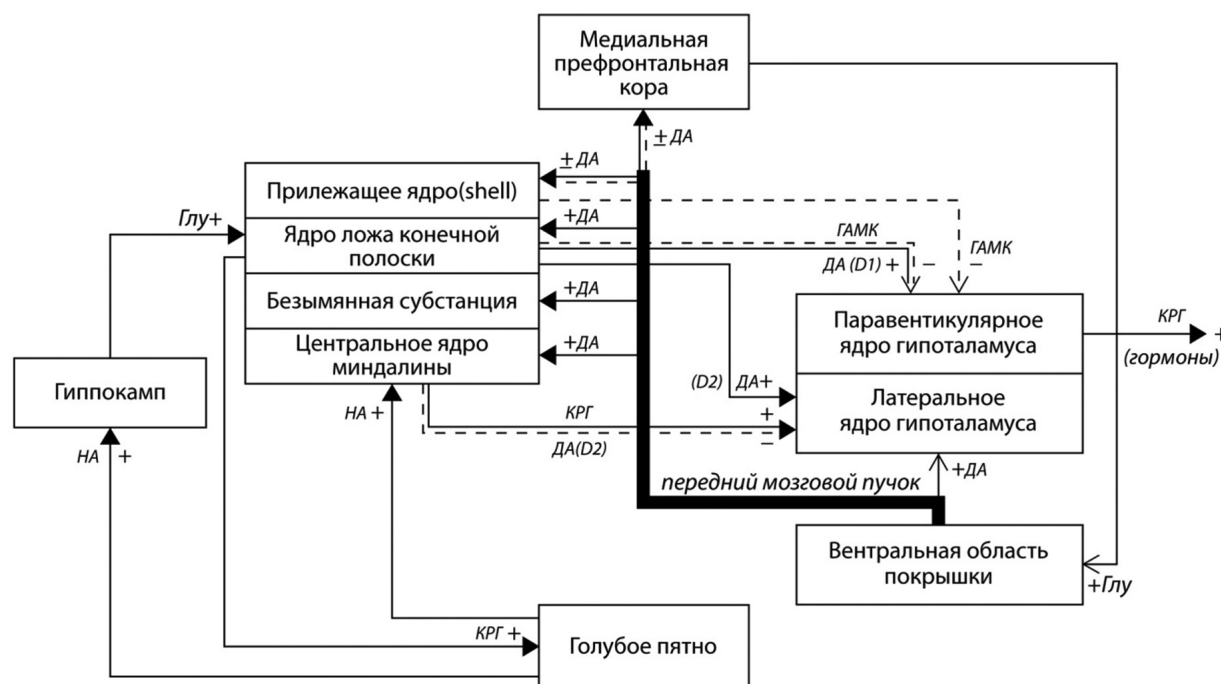 Медиальная
префронтальная
кора
± ДА
± ДА
Прилежащее ядро(shell)
Глу+
+ДА
ГАМК
ГАМК
Ядро ложа конечной
полоски
ДА (D1) +
–
–
Безымянная субстанция
+ДА
Паравентикулярное
ядро гипоталамуса
КРГ
+
(гормоны)
Центральное ядро
миндалины
+ДА
Гиппокамп
(D2)
ДА+
Латеральное
ядро гипоталамуса
НА +
КРГ
+
ДА(D2)
–
НА
+
+ДА
передний мозговой пучок
Вентральная область
покрышки
+Глу
КРГ +
Голубое пятно